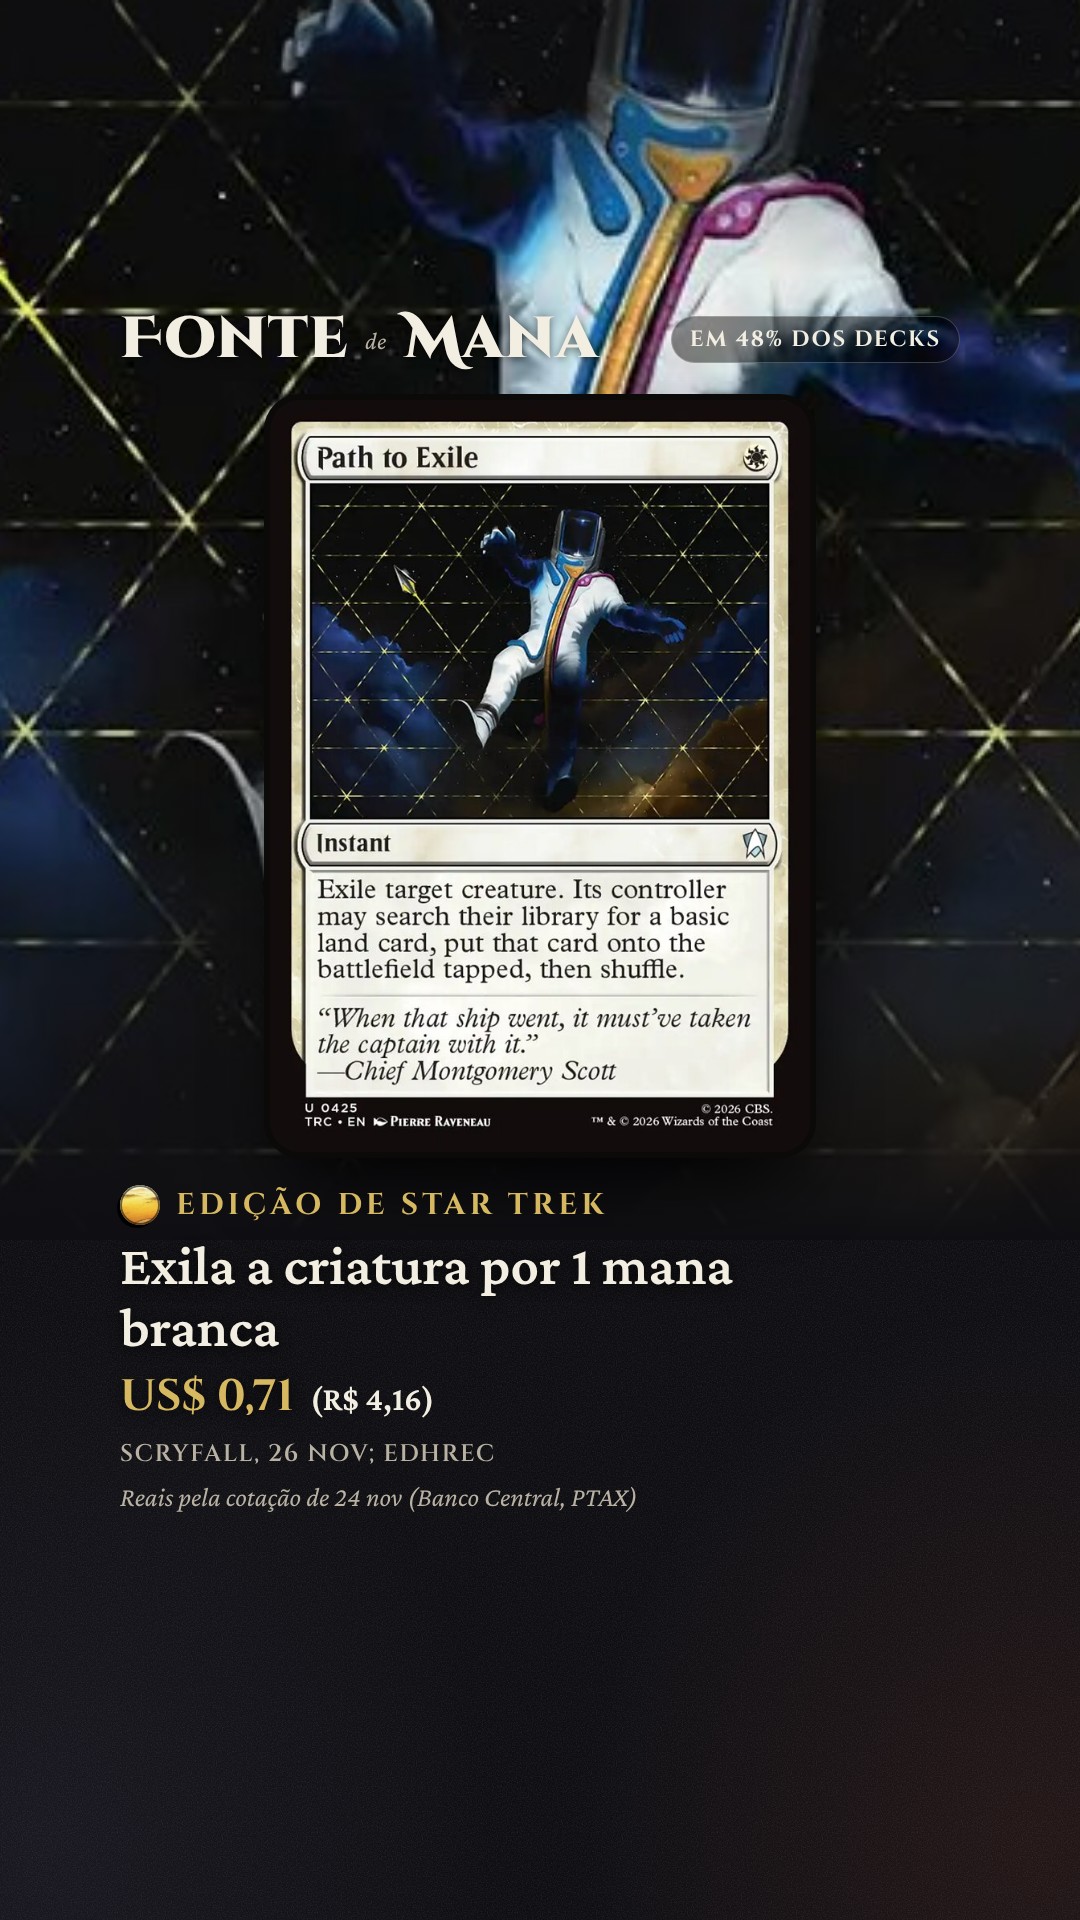 FONTE de MANA
EM 48% DOS DECKS
Path to Exile
Instant
Exile target creature. Its controller
may search their library for a basic
land card, put that card onto the
battlefield tapped, then shuffle.
“When that ship went, it must’ve taken
the captain with it.”
—Chief Montgomery Scott
U 0425
TRC • EN PIERRE RAVENEAU
© 2026 CBS.
™ & © 2026 Wizards of the Coast
EDIÇÃO DE STAR TREK
Exila a criatura por 1 mana
branca
US$ 0,71 (R$ 4,16)
SCRYFALL, 26 NOV; EDHREC
Reais pela cotação de 24 nov (Banco Central, PTAX)